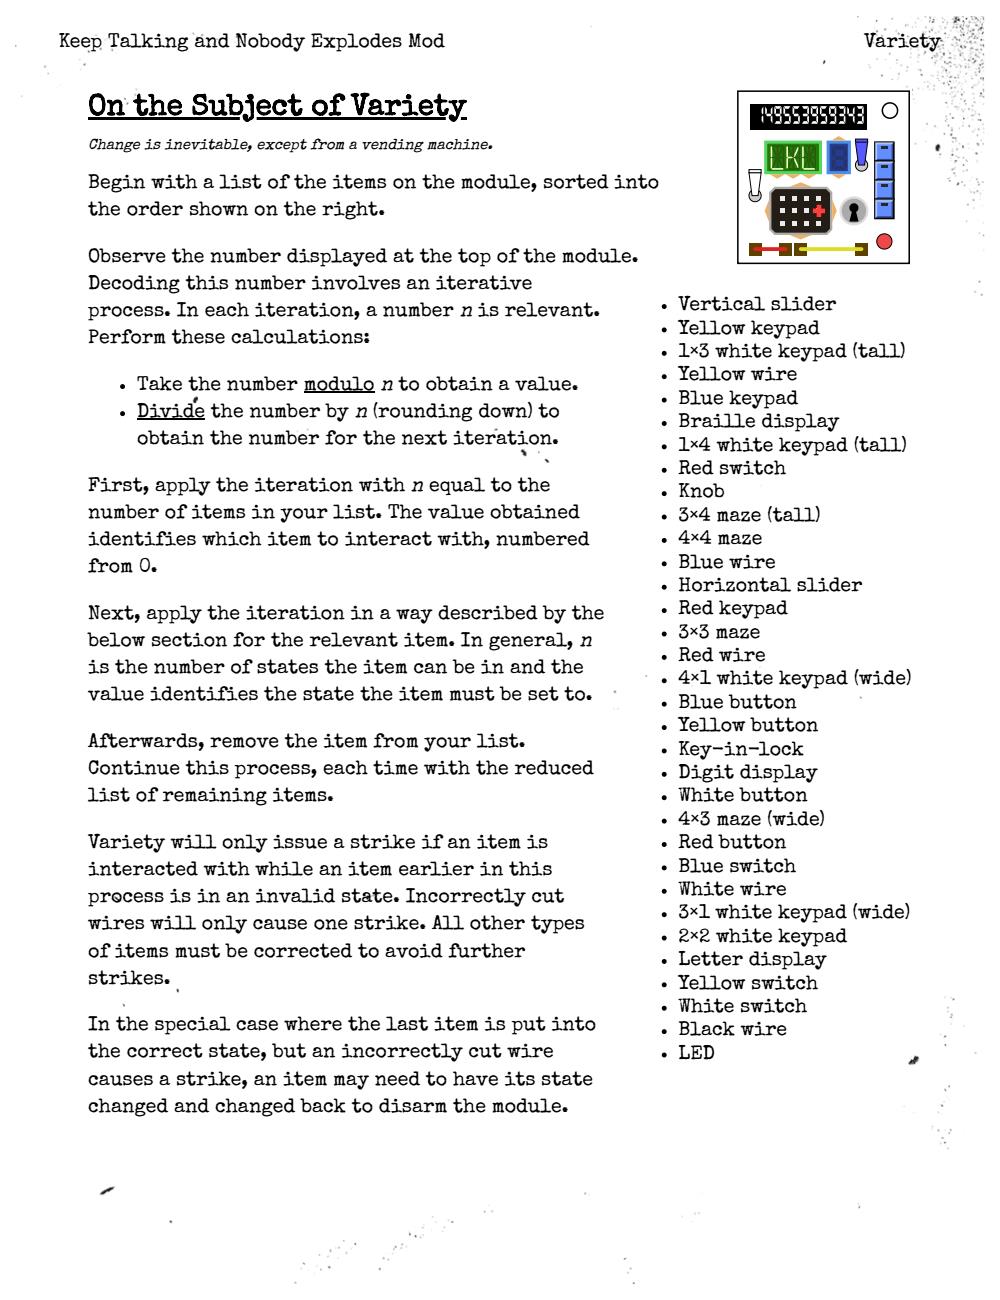 Keep Talking and Nobody Explodes Mod
Variety
On the Subject of Variety
Change is inevitable, except from a vending machine.
Begin with a list of the items on the module, sorted into
the order shown on the right.
Observe the number displayed at the top of the module.
Decoding this number involves an iterative
process. In each iteration, a number n is relevant.
Perform these calculations:
• Take the number modulo n to obtain a value.
• Divide the number by n (rounding down) to
obtain the number for the next iteration.
First, apply the iteration with n equal to the
number of items in your list. The value obtained
identifies which item to interact with, numbered
from 0.
Next, apply the iteration in a way described by the
below section for the relevant item. In general, n
is the number of states the item can be in and the
value identifies the state the item must be set to.
Afterwards, remove the item from your list.
Continue this process, each time with the reduced
list of remaining items.
Variety will only issue a strike if an item is
interacted with while an item earlier in this
process is in an invalid state. Incorrectly cut
wires will only cause one strike. All other types
of items must be corrected to avoid further
strikes.
In the special case where the last item is put into
the correct state, but an incorrectly cut wire
causes a strike, an item may need to have its state
changed and changed back to disarm the module.
LKL
• Vertical slider
• Yellow keypad
• 1×3 white keypad (tall)
• Yellow wire
• Blue keypad
• Braille display
• 1×4 white keypad (tall)
• Red switch
• Knob
• 3×4 maze (tall)
• 4×4 maze
• Blue wire
• Horizontal slider
• Red keypad
• 3×3 maze
• Red wire
• 4×1 white keypad (wide)
• Blue button
• Yellow button
• Key-in-lock
• Digit display
• White button
• 4×3 maze (wide)
• Red button
• Blue switch
• White wire
• 3×1 white keypad (wide)
• 2×2 white keypad
• Letter display
• Yellow switch
• White switch
• Black wire
• LED